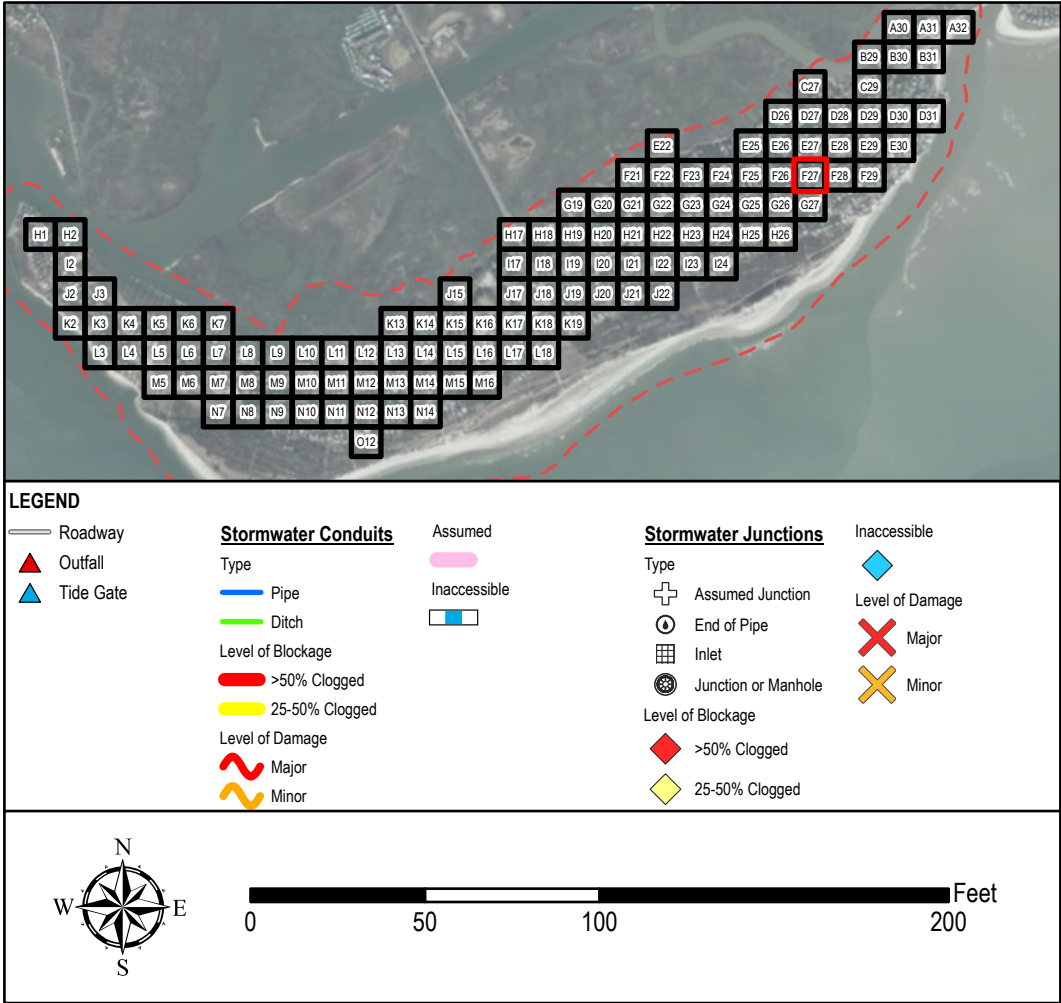 A30 A31 A32
B29 B30 B31
C27 C29
D26 D27 D28 D29 D30 D31
E22 E25 E26 E27 E28 E29 E30
F21 F22 F23 F24 F25 F26 F27 F28 F29
G19 G20 G21 G22 G23 G24 G25 G26 G27
H1 H2 H17 H18 H19 H20 H21 H22 H23 H24 H25 H26
I2 I17 I18 I19 I20 I21 I22 I23 I24
J2 J3 J15 J17 J18 J19 J20 J21 J22
K2 K3 K4 K5 K6 K7 K13 K14 K15 K16 K17 K18 K19
L3 L4 L5 L6 L7 L8 L9 L10 L11 L12 L13 L14 L15 L16 L17 L18
M5 M6 M7 M8 M9 M10 M11 M12 M13 M14 M15 M16
N7 N8 N9 N10 N11 N12 N13 N14
O12
LEGEND
Roadway
Outfall
Tide Gate
Stormwater Conduits
Type
Pipe
Ditch
Level of Blockage
>50% Clogged
25-50% Clogged
Level of Damage
Major
Minor
Assumed
Inaccessible
Stormwater Junctions
Type
Assumed Junction
End of Pipe
Inlet
Junction or Manhole
Level of Blockage
>50% Clogged
25-50% Clogged
Inaccessible
Level of Damage
Major
Minor
N
W E
S
Feet
0 50 100 200